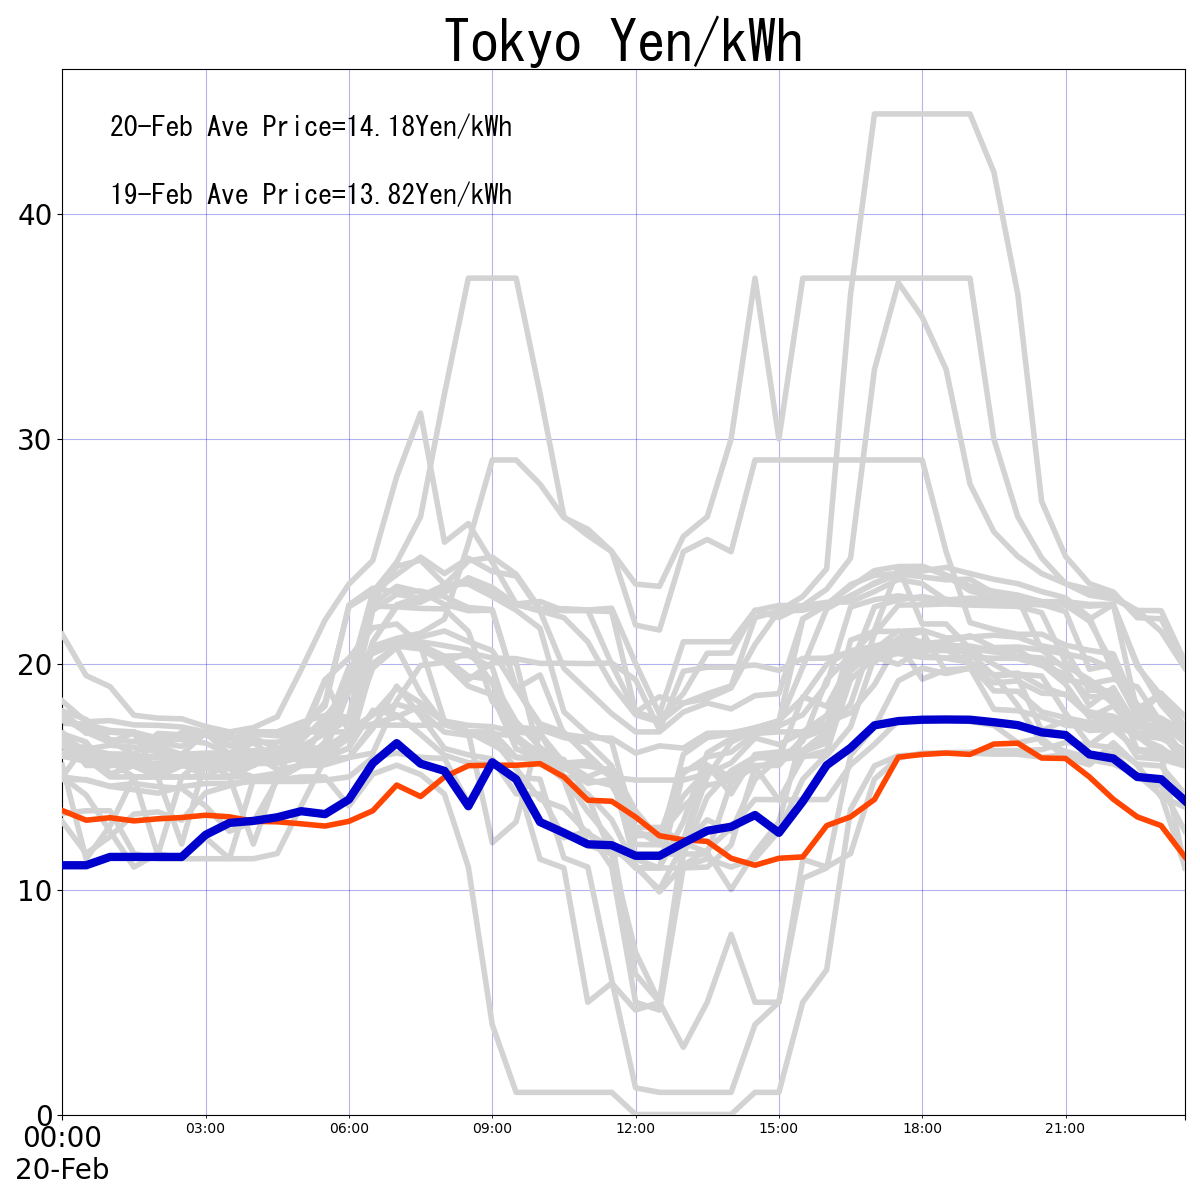 Tokyo Yen/kWh
20-Feb Ave Price=14.18Yen/kWh
19-Feb Ave Price=13.82Yen/kWh
40
30
20
10
0
00:00 03:00 06:00 09:00 12:00 15:00 18:00 21:00
20-Feb